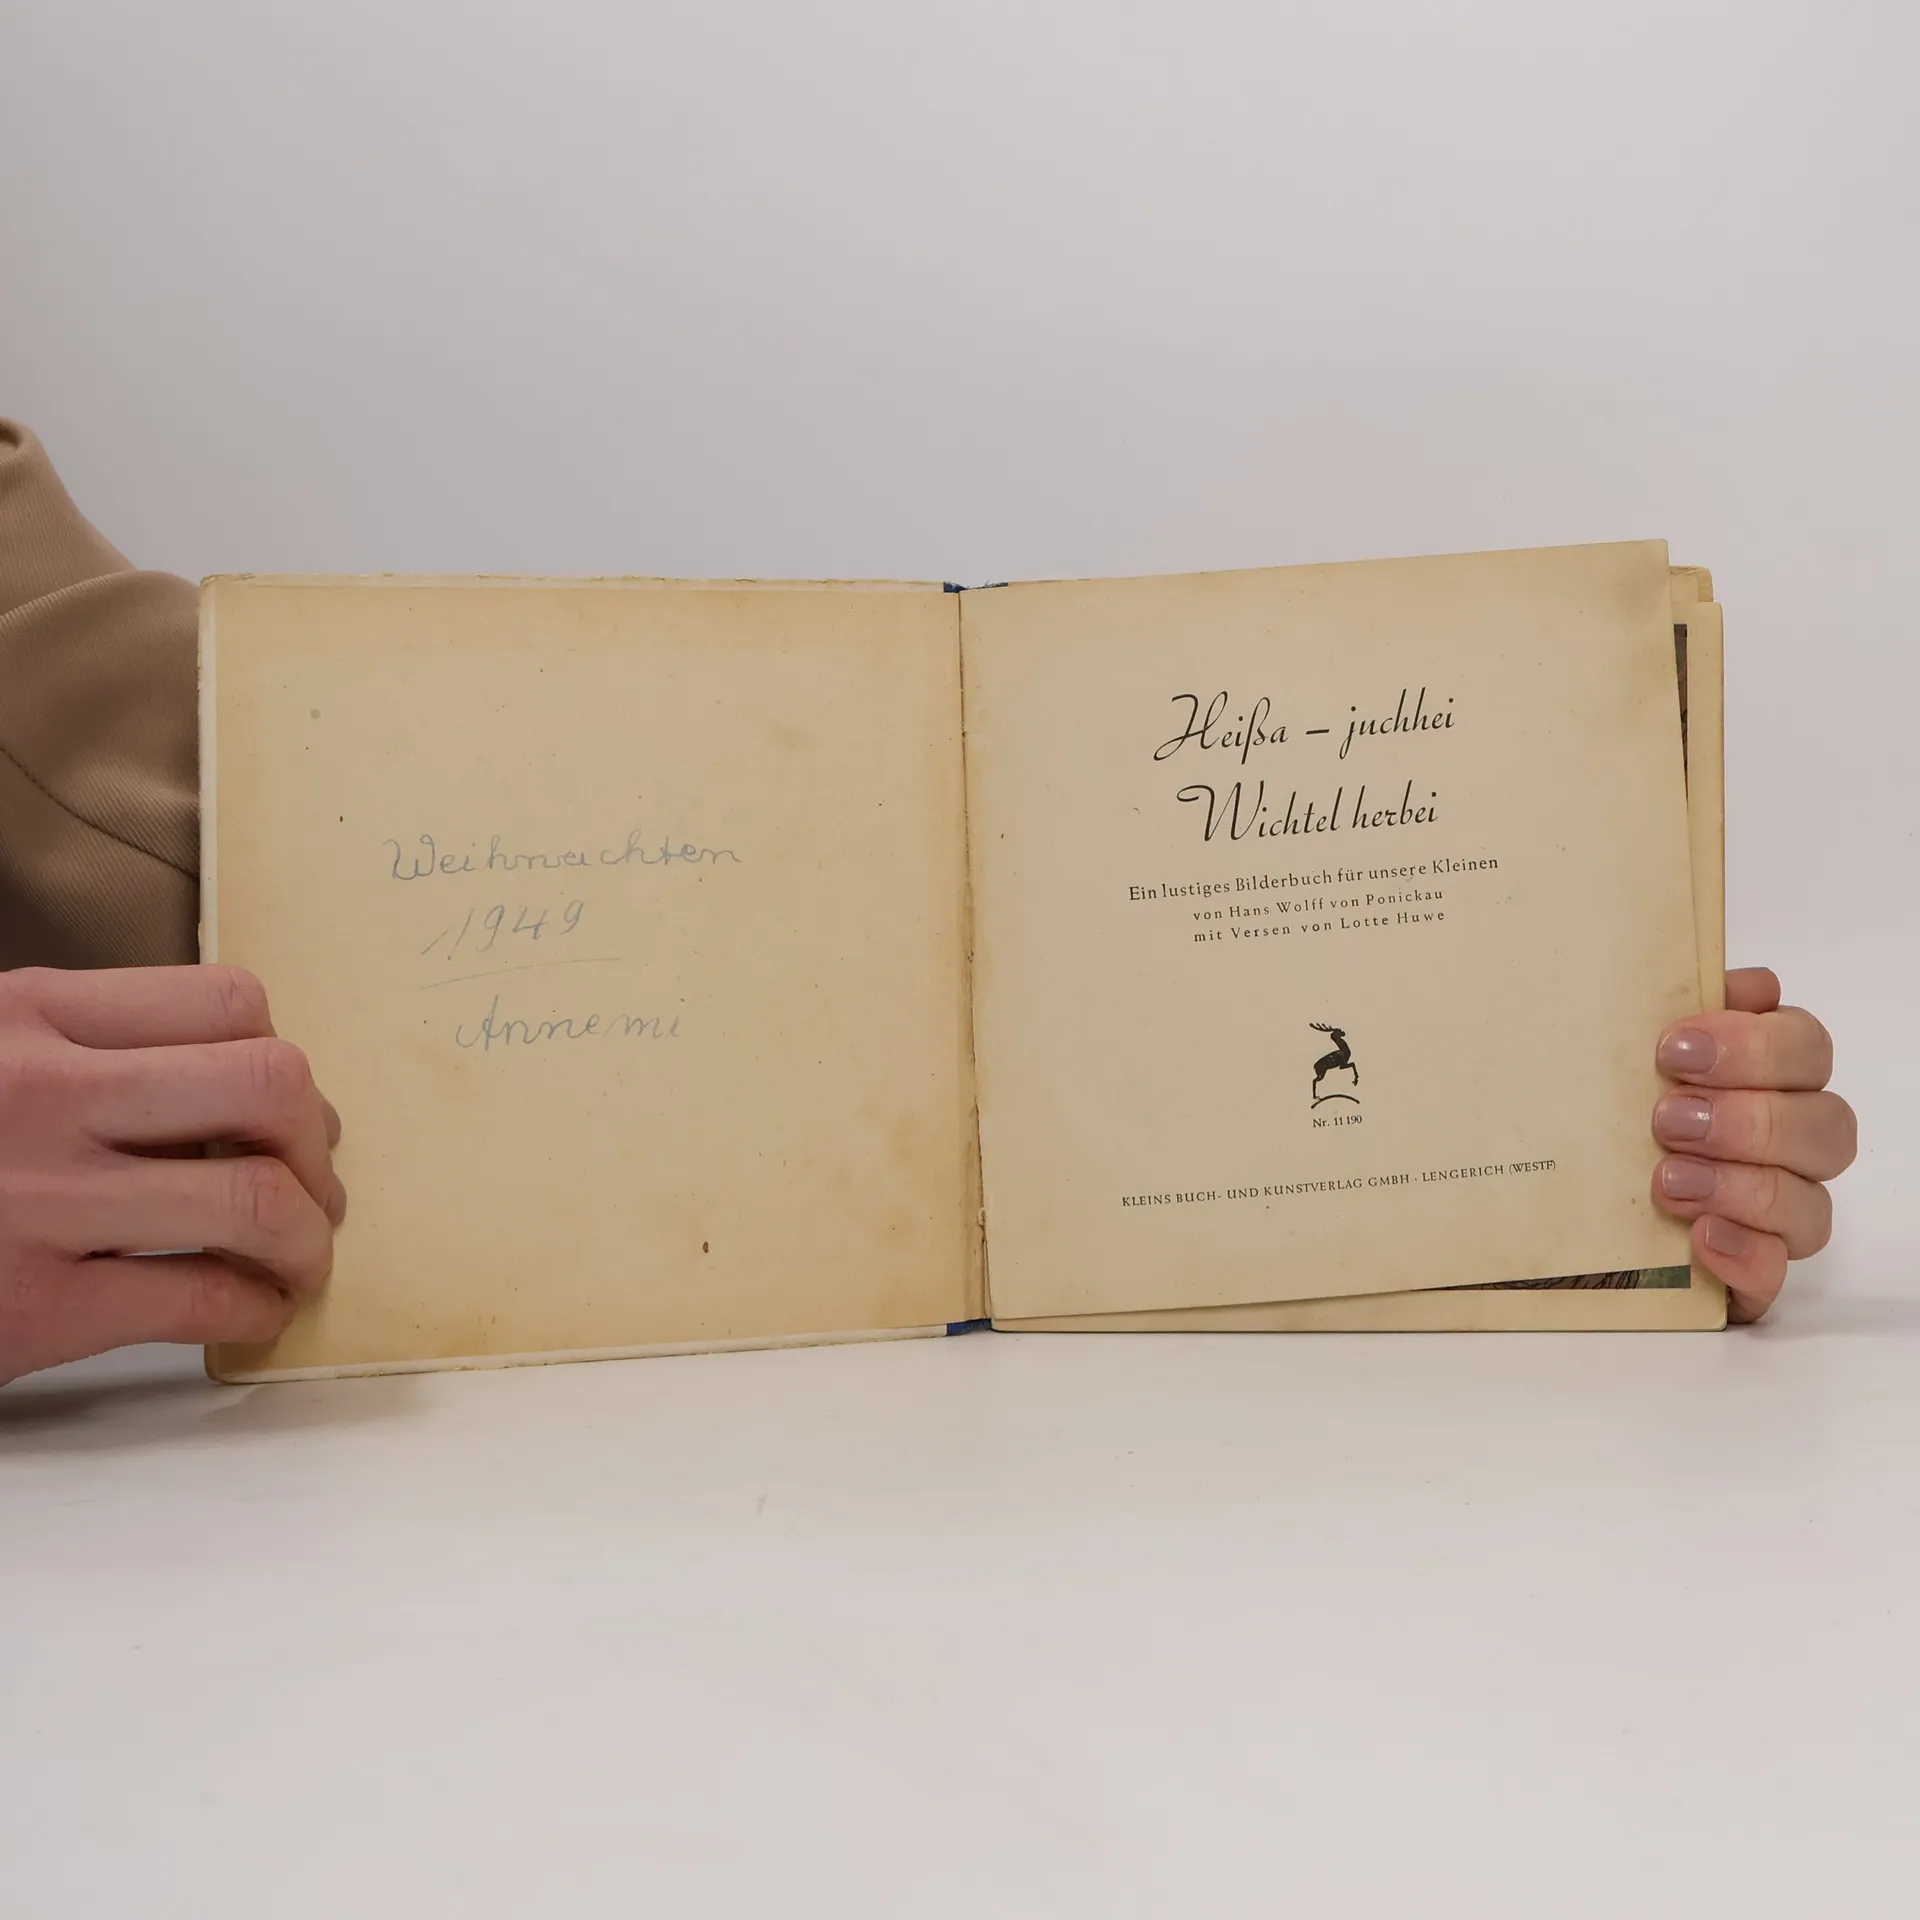 Weihnachten
1949
Annemi
Heißa – juchhei
Wichtel herbei
Ein lustiges Bilderbuch für unsere Kleinen
von Hans Wolff von Ponickau
mit Versen von Lotte Huwe
Nr. 11 190
KLEINS BUCH- UND KUNSTVERLAG GMBH · LENGERICH (WESTF)